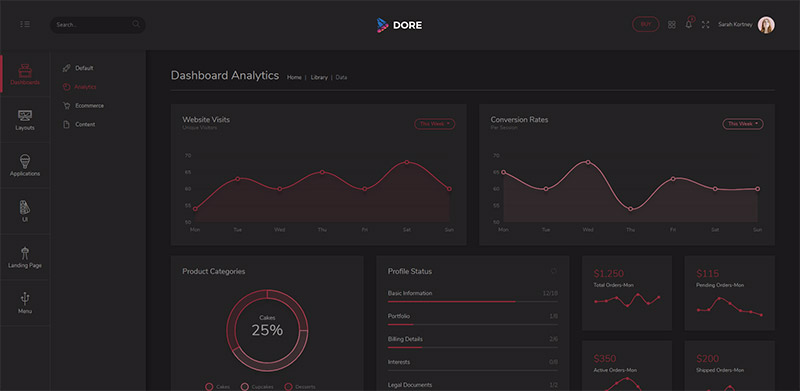 Search...
DORE
BUY
3
Sarah Kortney
Dashboards
Layouts
Applications
UI
Landing Page
Menu
Default
Analytics
Ecommerce
Content
Dashboard Analytics
Home | Library | Data
Website Visits
Unique Visitors
This Week
70
65
60
55
50
Mon Tue Wed Thu Fri Sat Sun
Conversion Rates
Per Session
This Week
70
65
60
55
50
Mon Tue Wed Thu Fri Sat Sun
Product Categories
Cakes
25%
Cakes Cupcakes Desserts
Profile Status
Basic Information 12/18
Portfolio 1/8
Billing Details 2/6
Interests 0/8
Legal Documents 1/2
$1,250
Total Orders-Mon
$115
Pending Orders-Mon
$350
Active Orders-Mon
$200
Shipped Orders-Mon